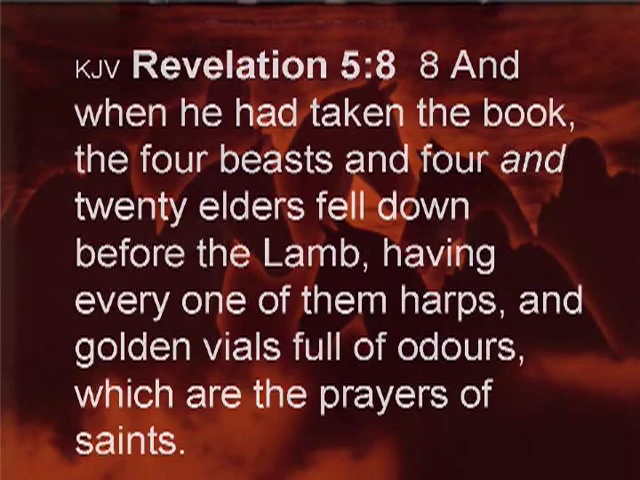 KJV Revelation 5:8 8 And
when he had taken the book,
the four beasts and four and
twenty elders fell down
before the Lamb, having
every one of them harps, and
golden vials full of odours,
which are the prayers of
saints.